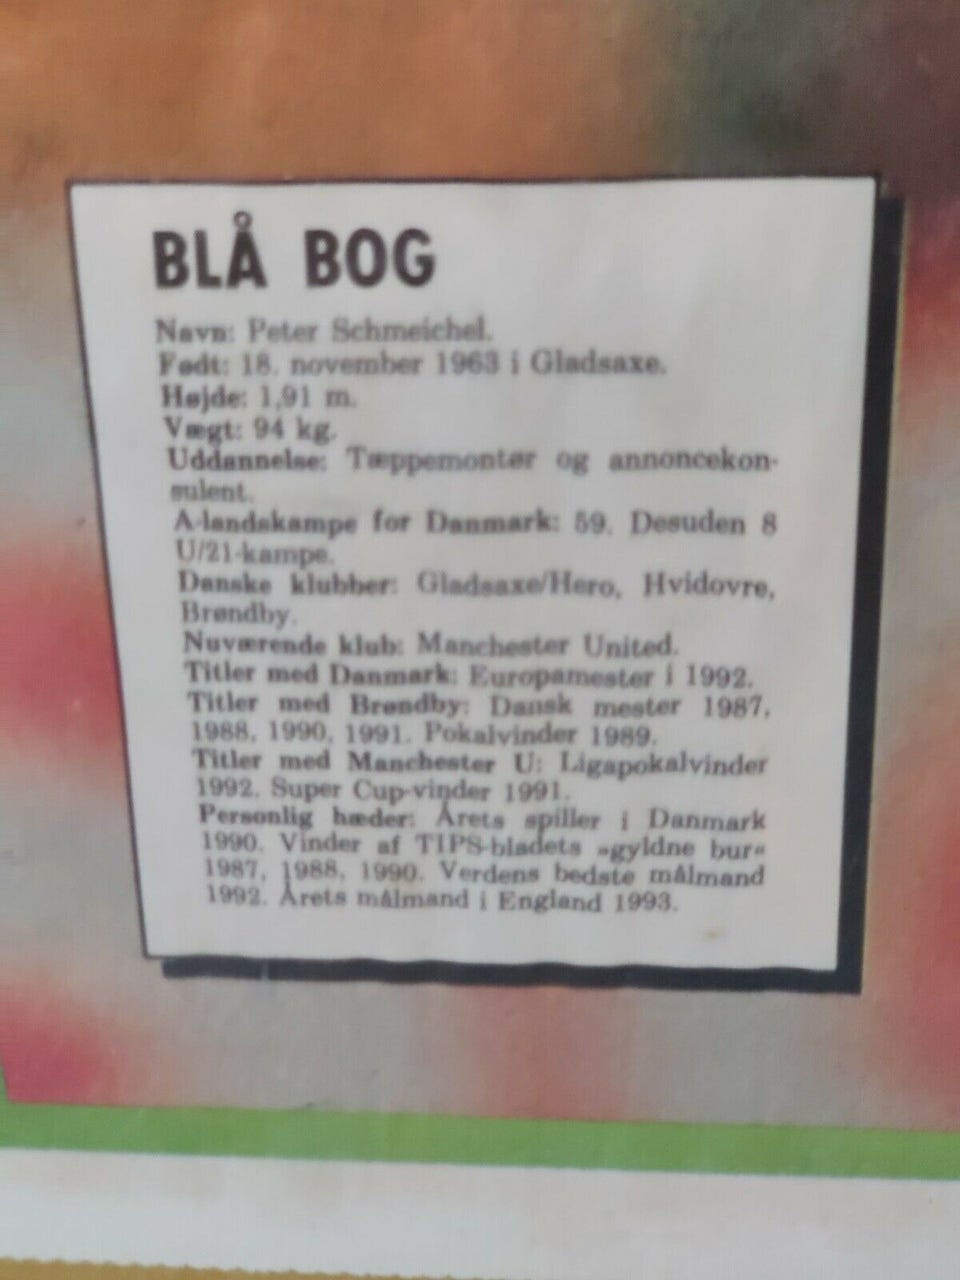 BLÅ BOG
Navn: Peter Schmeichel.
Født: 18. november 1963 i Gladsaxe.
Højde: 1,91 m.
Vægt: 94 kg.
Uddannelse: Tæppemontør og annoncekon-
sulent.
A-landskampe for Danmark: 59. Desuden 8
U/21-kampe.
Danske klubber: Gladsaxe/Hero, Hvidovre,
Brøndby.
Nuværende klub: Manchester United.
Titler med Danmark: Europamester i 1992.
Titler med Brøndby: Dansk mester 1987,
1988, 1990, 1991. Pokalvinder 1989.
Titler med Manchester U: Ligapokalvinder
1992. Super Cup-vinder 1991.
Personlig hæder: Årets spiller i Danmark
1990. Vinder af TIPS-bladets »gyldne bur«
1987, 1988, 1990. Verdens bedste målmand
1992. Årets målmand i England 1993.